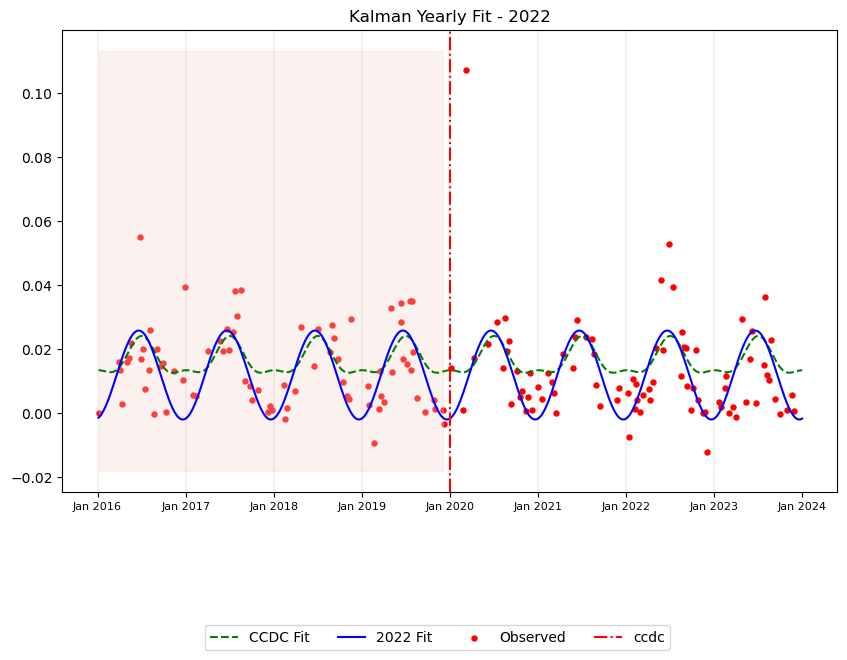 Kalman Yearly Fit - 2022
0.10
0.08
0.06
0.04
0.02
0.00
−0.02
Jan 2016 Jan 2017 Jan 2018 Jan 2019 Jan 2020 Jan 2021 Jan 2022 Jan 2023 Jan 2024
CCDC Fit 2022 Fit Observed ccdc